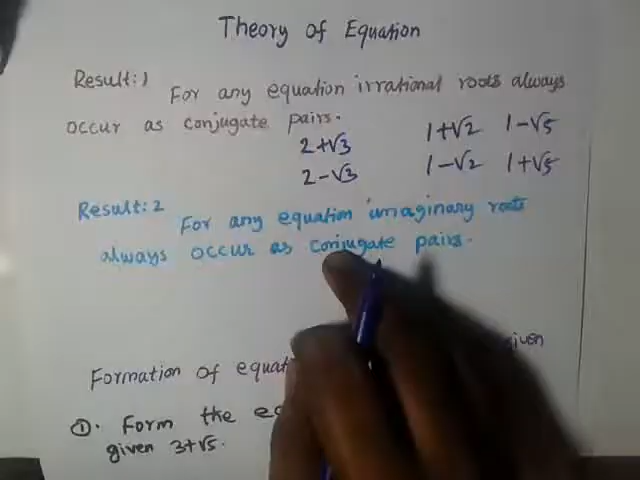 Theory of Equation
Result:1 For any equation irrational roots always
occur as conjugate pairs.
2+√3 1+√2 1-√5
2-√3 1-√2 1+√5
Result:2 For any equation imaginary roots
always occur as conjugate pairs.
Formation of given
①. Form the
given 3+√5.